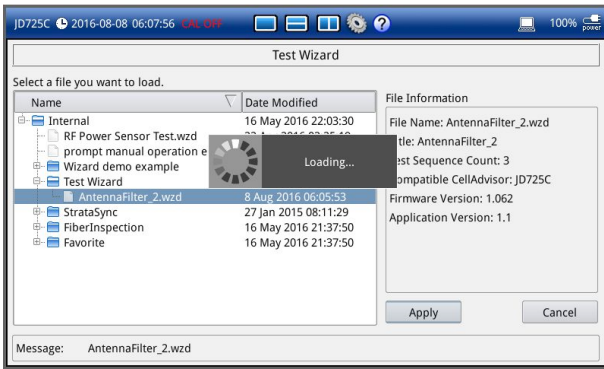 JD725C 2016-08-08 06:07:56 CAL OFF 100% power
Test Wizard
Select a file you want to load.
Name Date Modified
File Information
Internal 16 May 2016 22:03:30
File Name: AntennaFilter_2.wzd
RF Power Sensor Test.wzd
AntennaFilter_2
prompt manual operation e
Loading...
Test Sequence Count: 3
Wizard demo example
Compatible CellAdvisor: JD725C
Test Wizard
AntennaFilter_2.wzd 8 Aug 2016 06:05:53
Firmware Version: 1.062
StrataSync 27 Jan 2015 08:11:29
Application Version: 1.1
FiberInspection 16 May 2016 21:37:50
Favorite 16 May 2016 21:37:50
Apply Cancel
Message: AntennaFilter_2.wzd